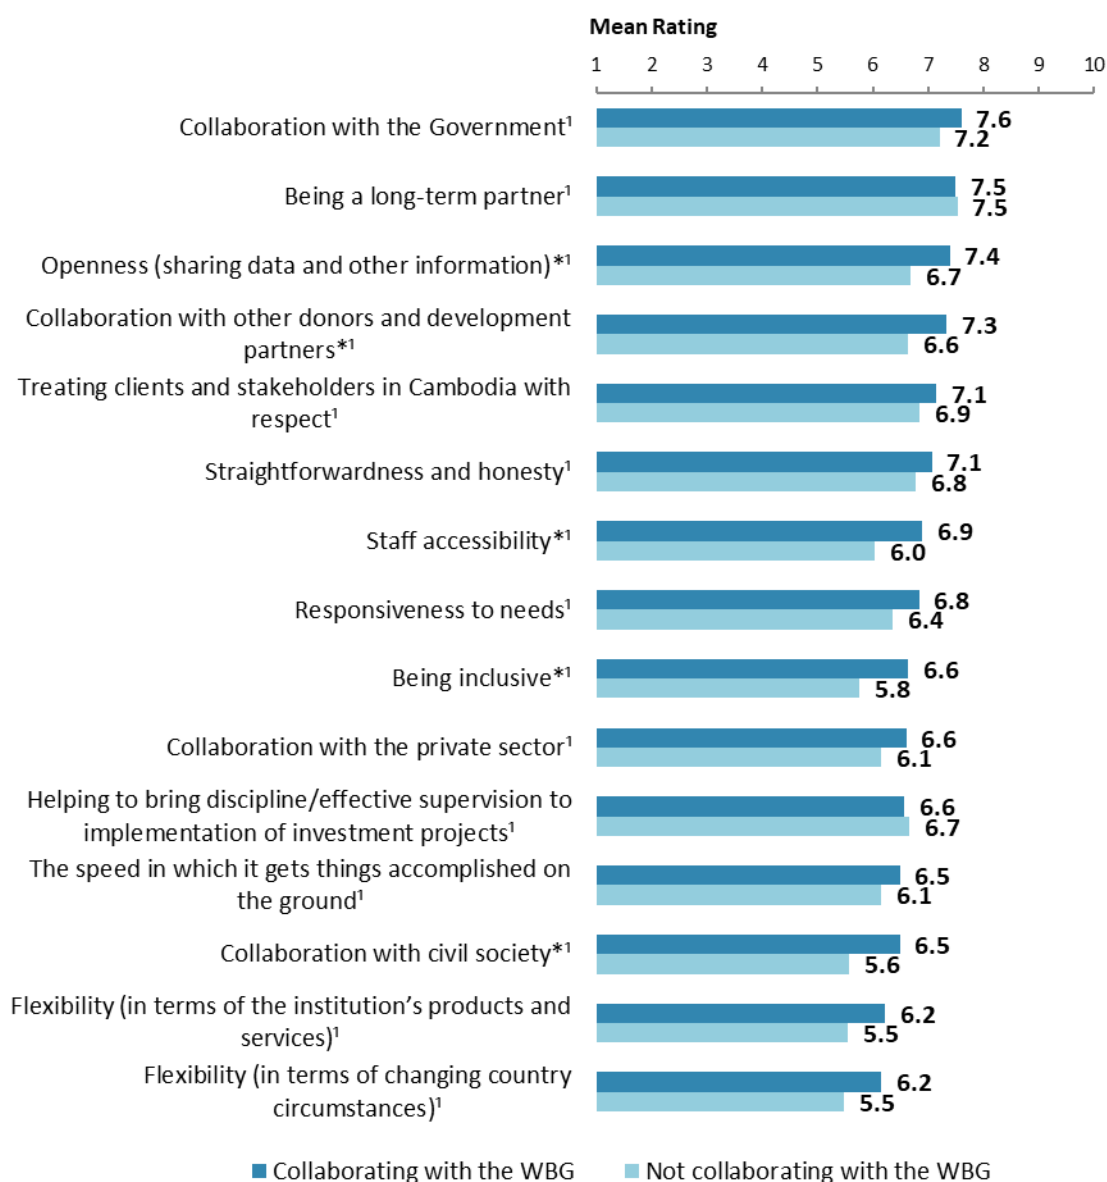 Mean Rating
1 2 3 4 5 6 7 8 9 10
Collaboration with the Government¹
7.6
7.2
Being a long-term partner¹
7.5
7.5
Openness (sharing data and other information)*¹
7.4
6.7
Collaboration with other donors and development
partners*¹
7.3
6.6
Treating clients and stakeholders in Cambodia with
respect¹
7.1
6.9
Straightforwardness and honesty¹
7.1
6.8
Staff accessibility*¹
6.9
6.0
Responsiveness to needs¹
6.8
6.4
Being inclusive*¹
6.6
5.8
Collaboration with the private sector¹
6.6
6.1
Helping to bring discipline/effective supervision to
implementation of investment projects¹
6.6
6.7
The speed in which it gets things accomplished on
the ground¹
6.5
6.1
Collaboration with civil society*¹
6.5
5.6
Flexibility (in terms of the institution’s products and
services)¹
6.2
5.5
Flexibility (in terms of changing country
circumstances)¹
6.2
5.5
Collaborating with the WBG
Not collaborating with the WBG